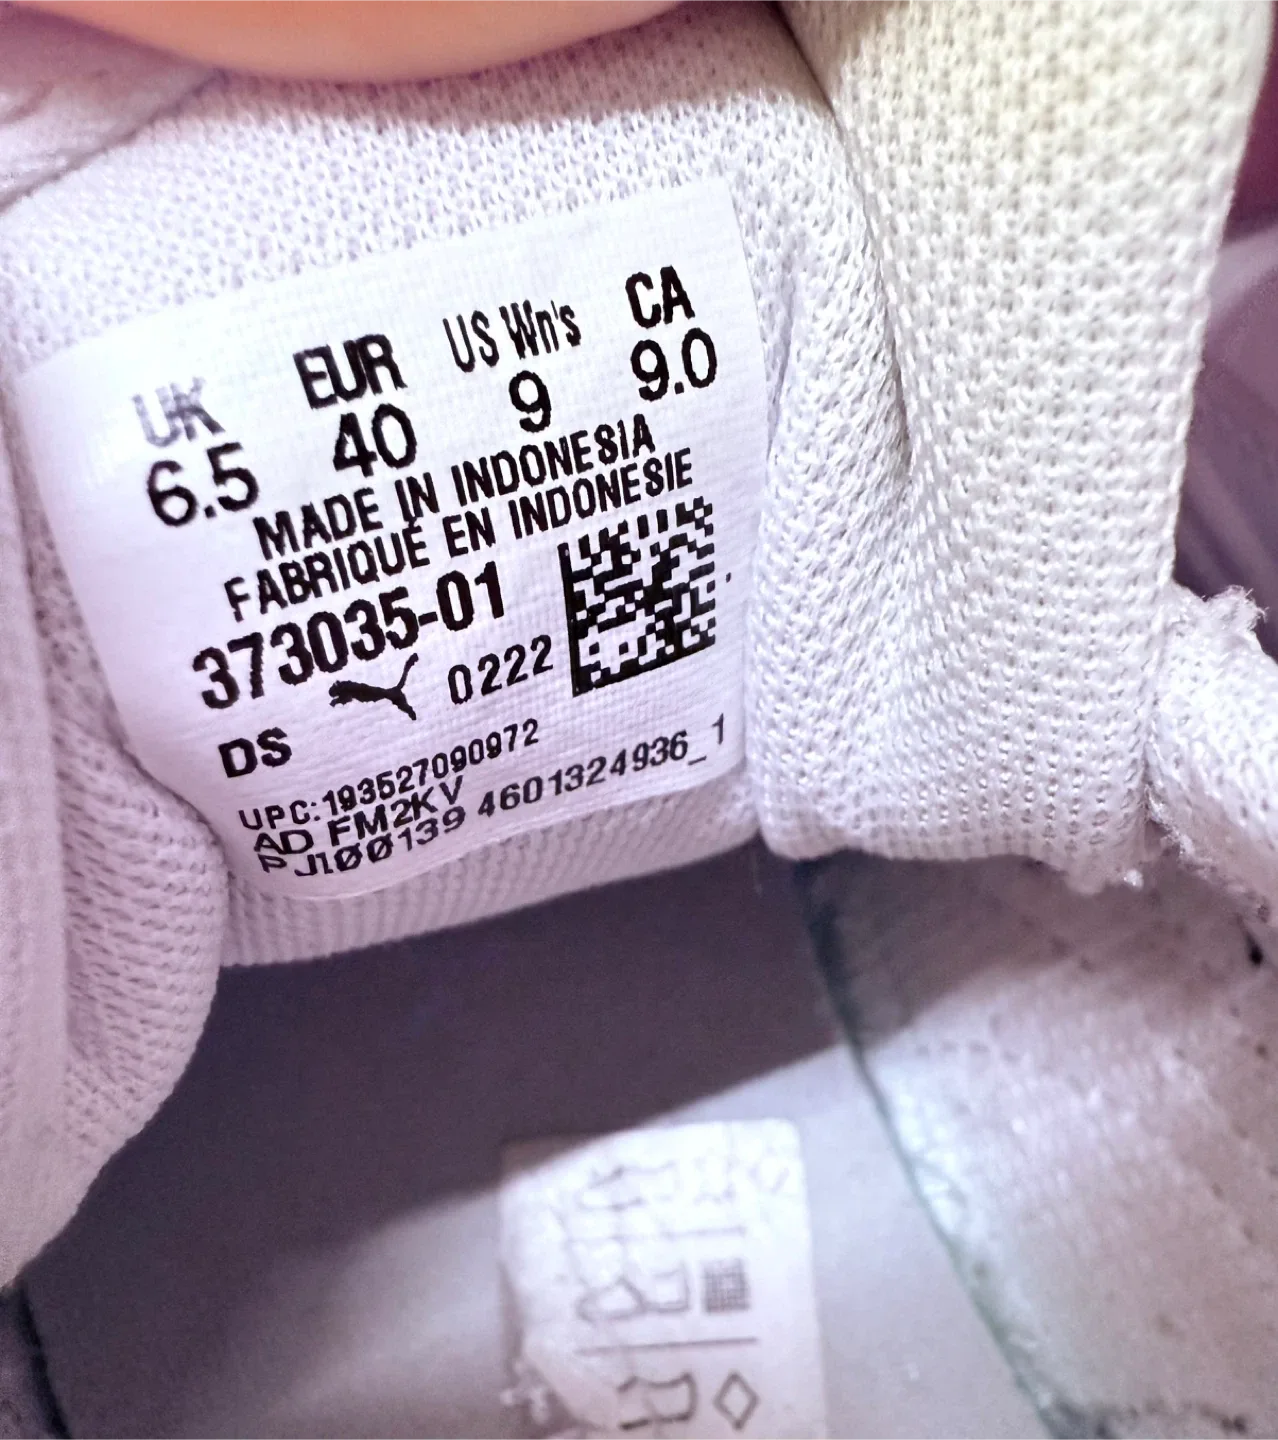 UK EUR US Wn's CA
6.5 40 9 9.0
MADE IN INDONESIA
FABRIQUÉ EN INDONESIE
373035-01
DS 0222
UPC:193527090972
AD FM2KV
P J1ØØ139 4601324936_1